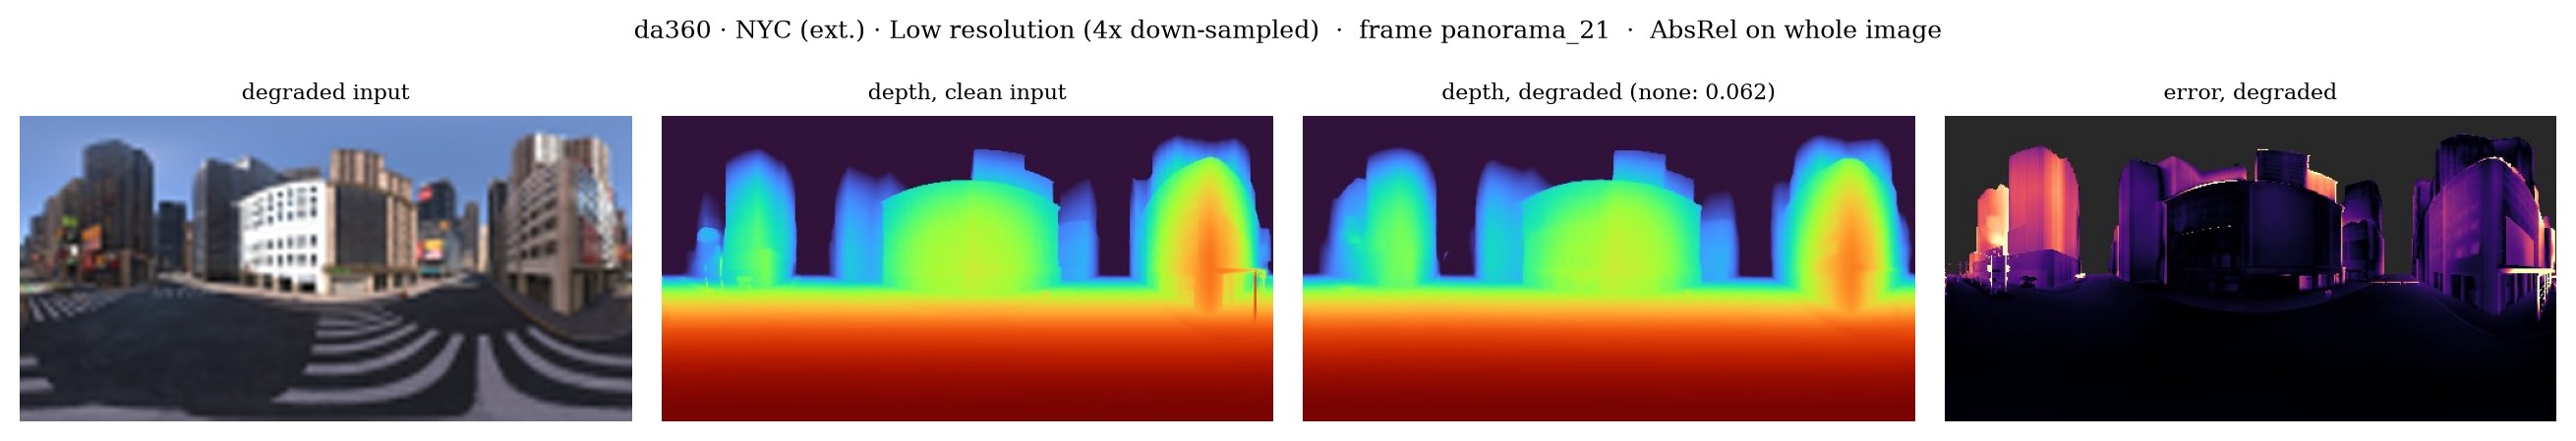 da360 · NYC (ext.) · Low resolution (4x down-sampled) · frame panorama_21 · AbsRel on whole image
degraded input
depth, clean input
depth, degraded (none: 0.062)
error, degraded